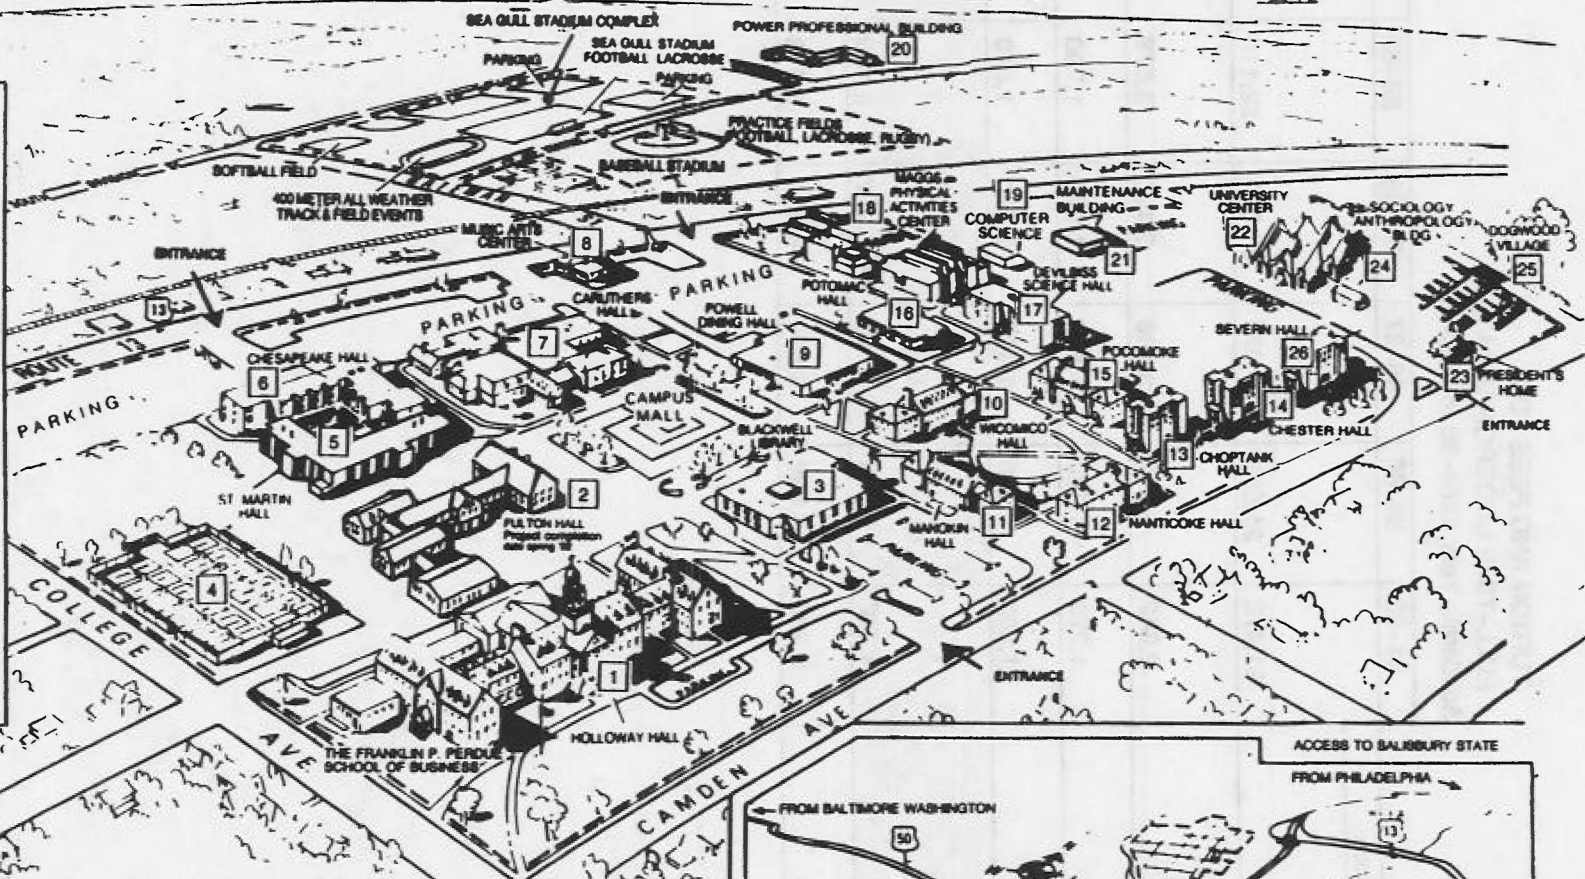 SEA GULL STADIUM COMPLEX
POWER PROFESSIONAL BUILDING
20
SEA GULL STADIUM
FOOTBALL LACROSSE
PARKING
PARKING
PRACTICE FIELDS
(FOOTBALL, LACROSSE, RUGBY)
BASEBALL STADIUM
SOFTBALL FIELD
400 METER ALL WEATHER
TRACK & FIELD EVENTS
ENTRANCE
MAGGS
PHYSICAL
ACTIVITIES
CENTER
18
19
COMPUTER
SCIENCE
MAINTENANCE
BUILDING
21
UNIVERSITY
CENTER
22
SOCIOLOGY
ANTHROPOLOGY
BLDG
24
DOGWOOD
VILLAGE
25
MUSIC ARTS
CENTER
8
ENTRANCE
13
ROUTE 13
PARKING
PARKING
PARKING
CARUTHERS
HALL
7
POWELL
DINING HALL
9
POTOMAC
HALL
16
DEVILBISS
SCIENCE HALL
17
PARKING
SEVERN HALL
26
23
PRESIDENT'S
HOME
ENTRANCE
CHESAPEAKE HALL
6
5
ST. MARTIN
HALL
CAMPUS
MALL
BLACKWELL
LIBRARY
3
10
WICOMICO
HALL
POCOMOKE
HALL
15
14
CHESTER HALL
13
CHOPTANK
HALL
2
FULTON HALL
Project completion
MANOKIN
HALL
11
12
NANTICOKE HALL
PARKING
4
COLLEGE
AVE
1
HOLLOWAY HALL
THE FRANKLIN P. PERDUE
SCHOOL OF BUSINESS
CAMDEN AVE
ENTRANCE
ACCESS TO SALISBURY STATE
FROM PHILADELPHIA
FROM BALTIMORE WASHINGTON
50
13